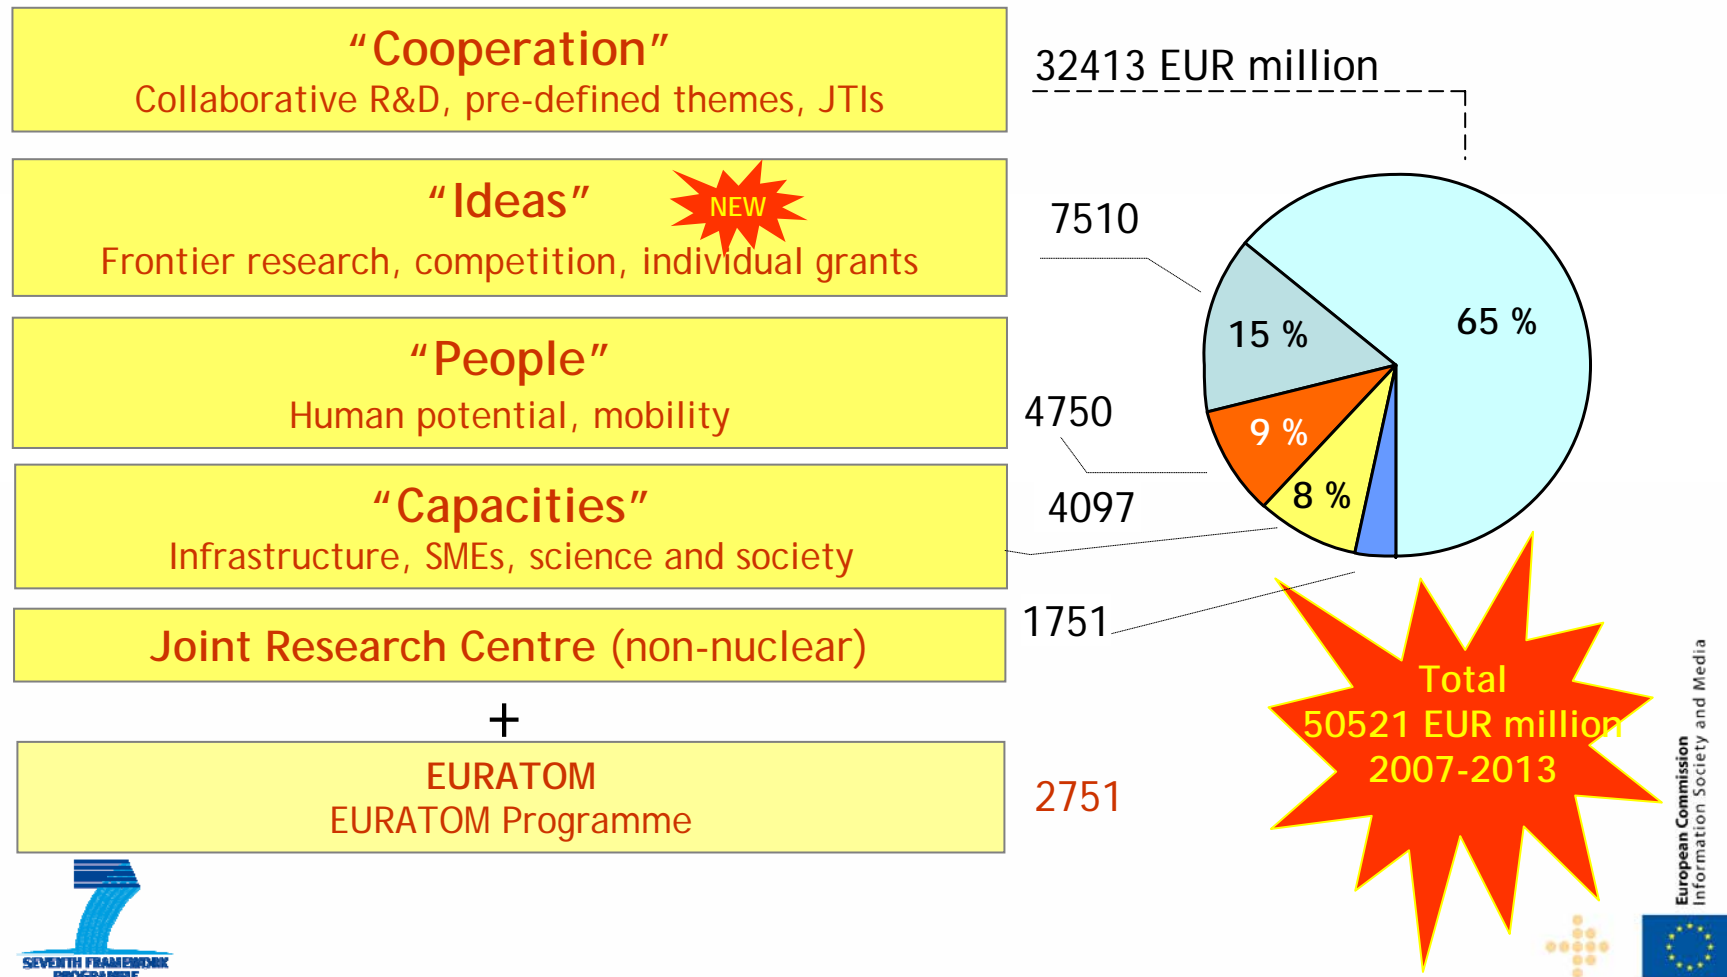 “Cooperation”
Collaborative R&D, pre-defined themes, JTIs
32413 EUR million
“Ideas”
NEW
Frontier research, competition, individual grants
7510
“People”
Human potential, mobility
4750
“Capacities”
Infrastructure, SMEs, science and society
4097
Joint Research Centre (non-nuclear)
1751
+
EURATOM
EURATOM Programme
2751
65 %
15 %
9 %
8 %
Total
50521 EUR million
2007-2013
European Commission
Information Society and Media
SEVENTH FRAMEWORK
PROGRAMME